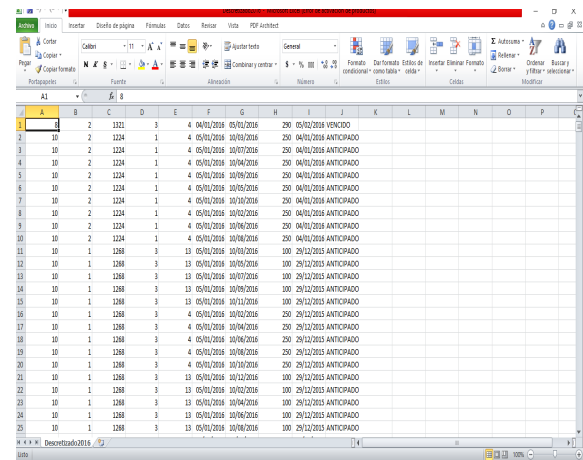 Descretizado2016 - Microsoft Excel (Error de activación de productos)
Archivo Inicio Insertar Diseño de página Fórmulas Datos Revisar Vista PDF Architect
Pegar Cortar Copiar Copiar formato Portapapeles
Calibri 11 A A N K S Fuente
Ajustar texto Combinar y centrar Alineación
General $ % 000 Número
Formato condicional Dar formato como tabla Estilos de celda Estilos
Insertar Eliminar Formato Celdas
Σ Autosuma Rellenar Borrar Ordenar y filtrar Buscar y seleccionar Modificar
A1 fx 8
A B C D E F G H I J K L M N O P
1 8 2 1321 3 4 04/01/2016 05/01/2016 290 05/02/2016 VENCIDO
2 10 2 1224 1 4 05/01/2016 10/03/2016 250 04/01/2016 ANTICIPADO
3 10 2 1224 1 4 05/01/2016 10/07/2016 250 04/01/2016 ANTICIPADO
4 10 2 1224 1 4 05/01/2016 10/04/2016 250 04/01/2016 ANTICIPADO
5 10 2 1224 1 4 05/01/2016 10/09/2016 250 04/01/2016 ANTICIPADO
6 10 2 1224 1 4 05/01/2016 10/05/2016 250 04/01/2016 ANTICIPADO
7 10 2 1224 1 4 05/01/2016 10/10/2016 250 04/01/2016 ANTICIPADO
8 10 2 1224 1 4 05/01/2016 10/02/2016 250 04/01/2016 ANTICIPADO
9 10 2 1224 1 4 05/01/2016 10/06/2016 250 04/01/2016 ANTICIPADO
10 10 2 1224 1 4 05/01/2016 10/08/2016 250 04/01/2016 ANTICIPADO
11 10 1 1268 3 13 05/01/2016 10/03/2016 100 29/12/2015 ANTICIPADO
12 10 1 1268 3 13 05/01/2016 10/05/2016 100 29/12/2015 ANTICIPADO
13 10 1 1268 3 13 05/01/2016 10/07/2016 100 29/12/2015 ANTICIPADO
14 10 1 1268 3 13 05/01/2016 10/09/2016 100 29/12/2015 ANTICIPADO
15 10 1 1268 3 13 05/01/2016 10/11/2016 100 29/12/2015 ANTICIPADO
16 10 1 1268 3 4 05/01/2016 10/02/2016 250 29/12/2015 ANTICIPADO
17 10 1 1268 3 4 05/01/2016 10/04/2016 250 29/12/2015 ANTICIPADO
18 10 1 1268 3 4 05/01/2016 10/06/2016 250 29/12/2015 ANTICIPADO
19 10 1 1268 3 4 05/01/2016 10/08/2016 250 29/12/2015 ANTICIPADO
20 10 1 1268 3 4 05/01/2016 10/10/2016 250 29/12/2015 ANTICIPADO
21 10 1 1268 3 13 05/01/2016 10/12/2016 100 29/12/2015 ANTICIPADO
22 10 1 1268 3 13 05/01/2016 10/02/2016 100 29/12/2015 ANTICIPADO
23 10 1 1268 3 13 05/01/2016 10/04/2016 100 29/12/2015 ANTICIPADO
24 10 1 1268 3 13 05/01/2016 10/06/2016 100 29/12/2015 ANTICIPADO
25 10 1 1268 3 13 05/01/2016 10/08/2016 100 29/12/2015 ANTICIPADO
Descretizado2016
Listo 100%